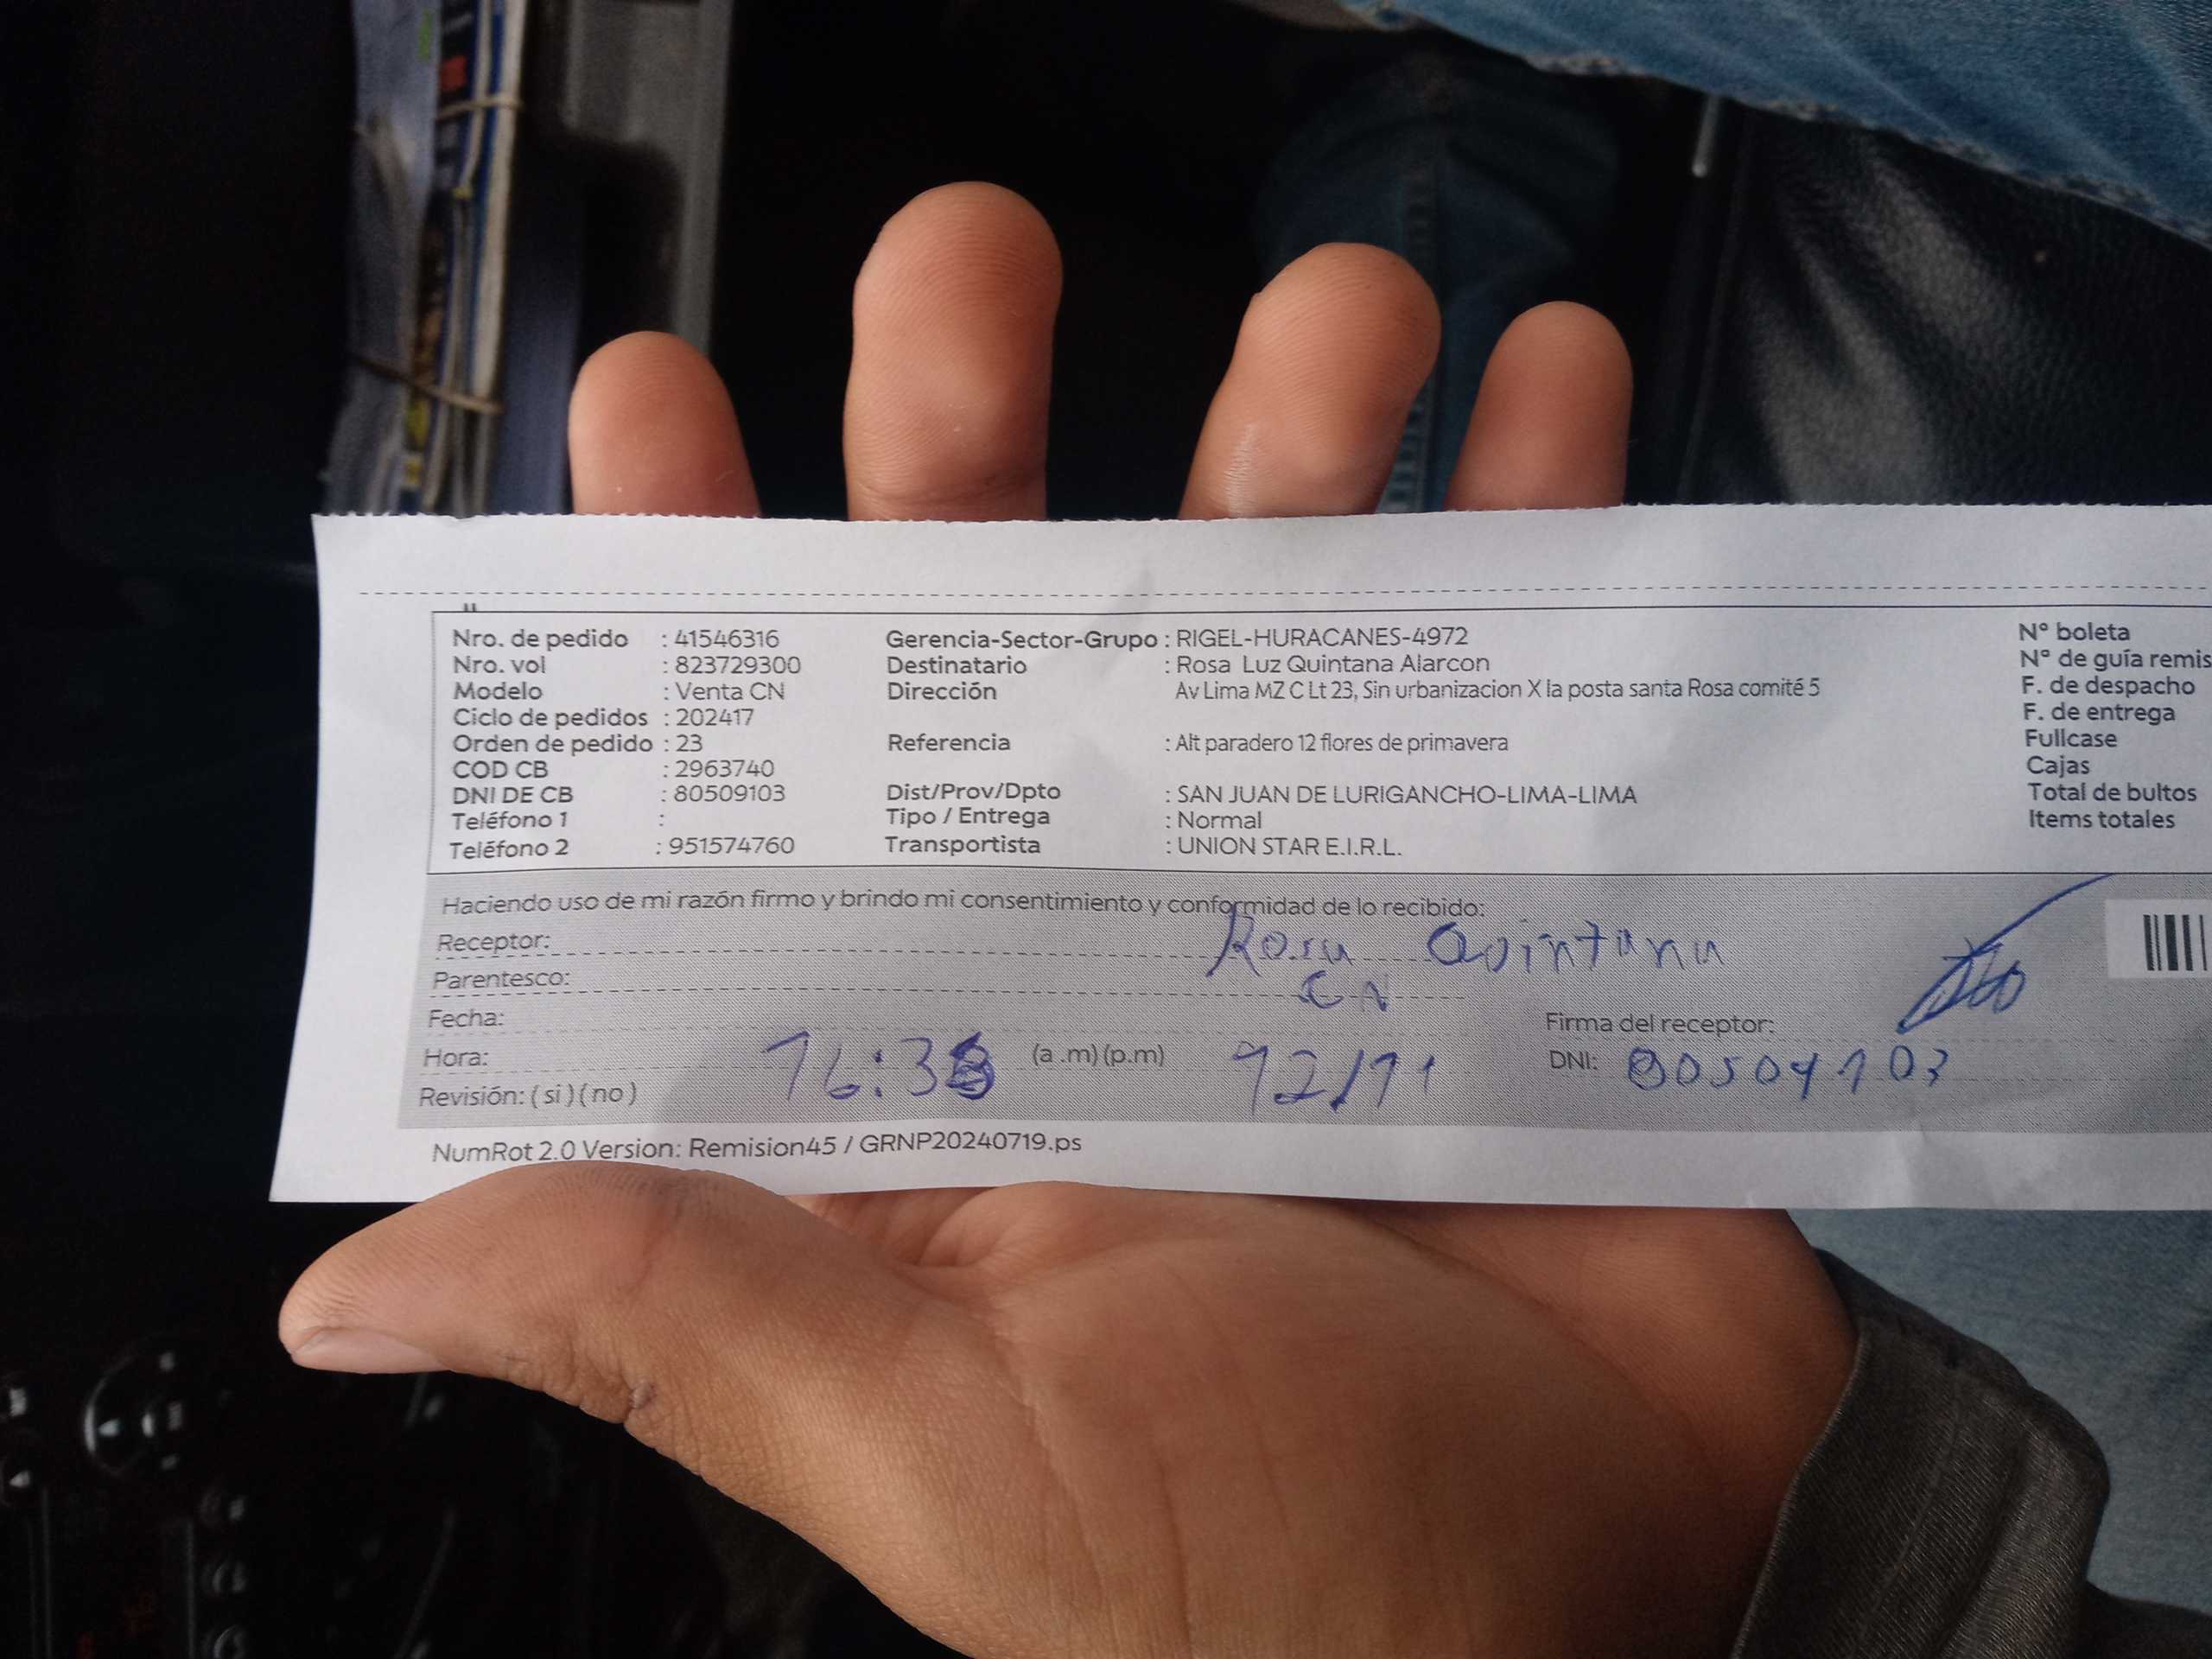 Nro. de pedido : 41546316 Gerencia-Sector-Grupo : RIGEL-HURACANES-4972 N° boleta
Nro. vol : 823729300 Destinatario : Rosa Luz Quintana Alarcon N° de guía remis
Modelo : Venta CN Dirección Av Lima MZ C Lt 23, Sin urbanizacion X la posta santa Rosa comité 5 F. de despacho
Ciclo de pedidos : 202417 F. de entrega
Orden de pedido : 23 Referencia : Alt paradero 12 flores de primavera Fullcase
COD CB : 2963740 Cajas
DNI DE CB : 80509103 Dist/Prov/Dpto : SAN JUAN DE LURIGANCHO-LIMA-LIMA Total de bultos
Teléfono 1 : Tipo / Entrega : Normal Items totales
Teléfono 2 : 951574760 Transportista : UNION STAR E.I.R.L.
Haciendo uso de mi razón firmo y brindo mi consentimiento y conformidad de lo recibido:
Receptor: Rosa Quintana
Parentesco: CN
Fecha: Firma del receptor:
Hora: (a .m) (p.m) 12/11 DNI: 80509103
Revisión: ( si ) ( no )
NumRot 2.0 Version: Remision45 / GRNP20240719.ps